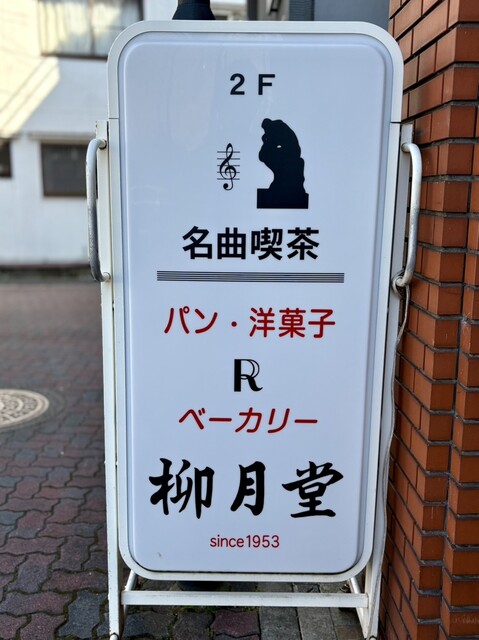 2F
名曲喫茶
パン・洋菓子
R
ベーカリー
柳月堂
since1953